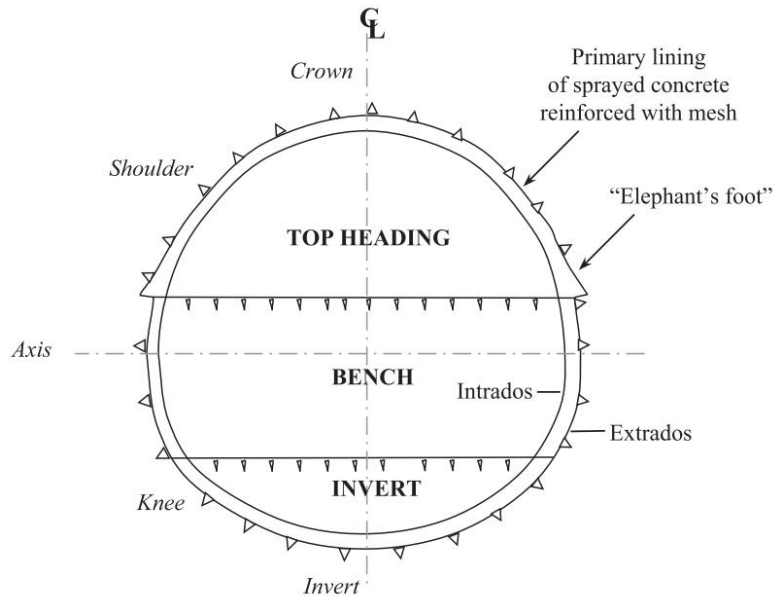 ℄
Crown
Primary lining
of sprayed concrete
reinforced with mesh
Shoulder
“Elephant’s foot”
TOP HEADING
Axis
BENCH
Intrados
Extrados
INVERT
Knee
Invert